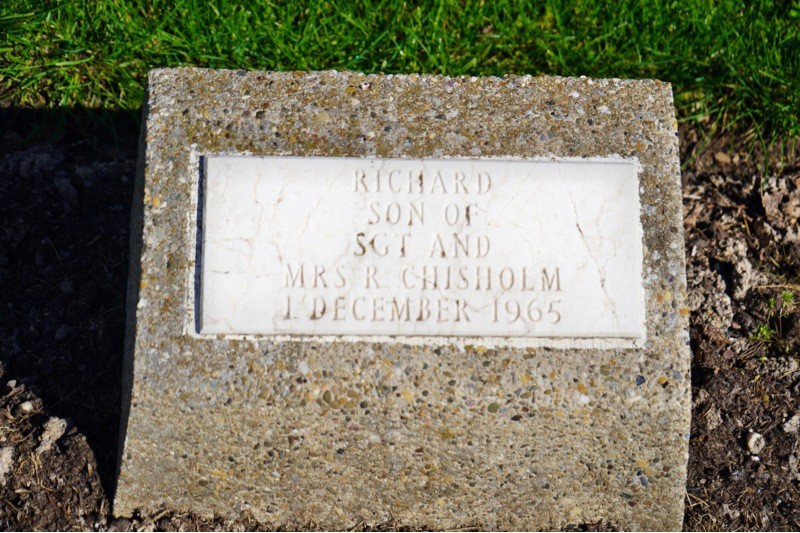 RICHARD
SON OF
SGT AND
MRS R. CHISHOLM
1 DECEMBER 1965